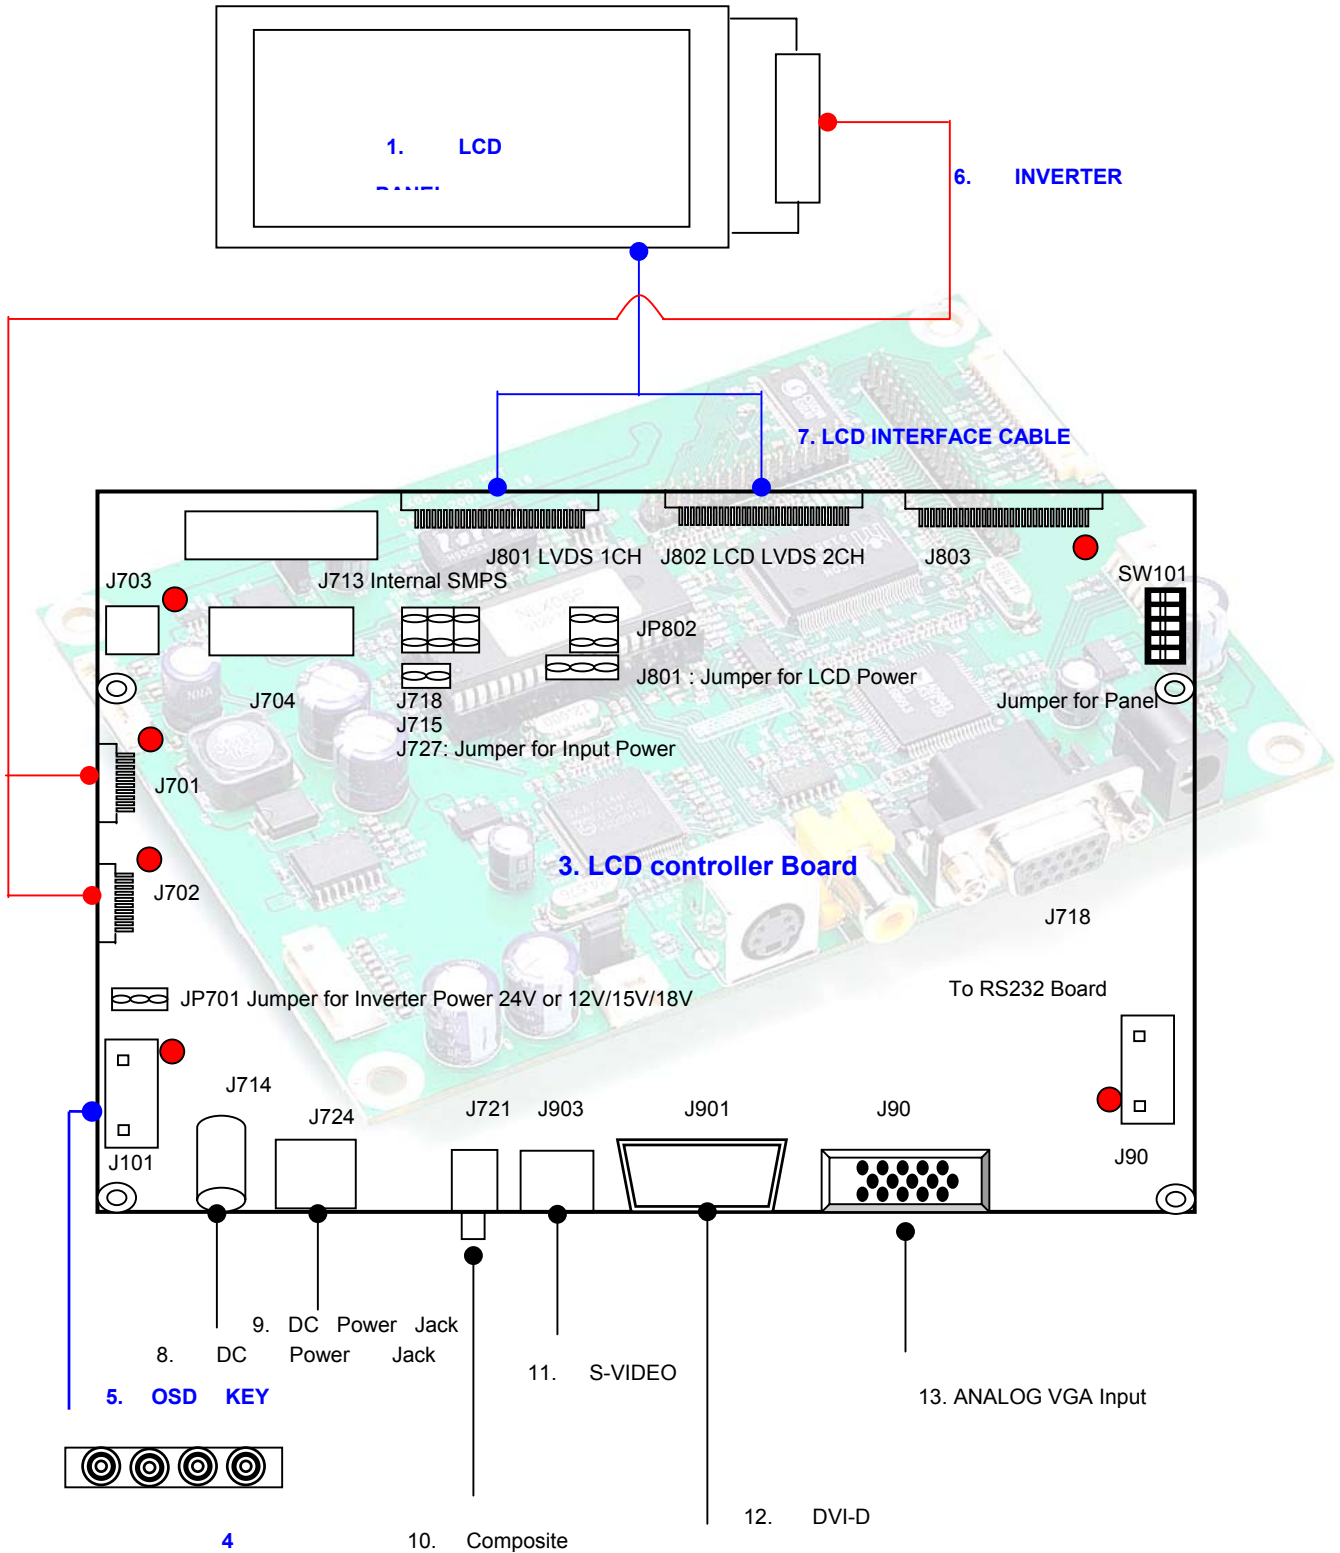 1. LCD
PANEL
6. INVERTER
7. LCD INTERFACE CABLE
J801 LVDS 1CH
J802 LCD LVDS 2CH
J803
J703
J713 Internal SMPS
SW101
JP802
J801 : Jumper for LCD Power
J704
J718
J715
J727: Jumper for Input Power
Jumper for Panel
J701
3. LCD controller Board
J702
J718
JP701 Jumper for Inverter Power 24V or 12V/15V/18V
To RS232 Board
J714
J724
J721
J903
J901
J90
J101
J90
9. DC Power Jack
8. DC Power Jack
11. S-VIDEO
5. OSD KEY
13. ANALOG VGA Input
12. DVI-D
4
10. Composite